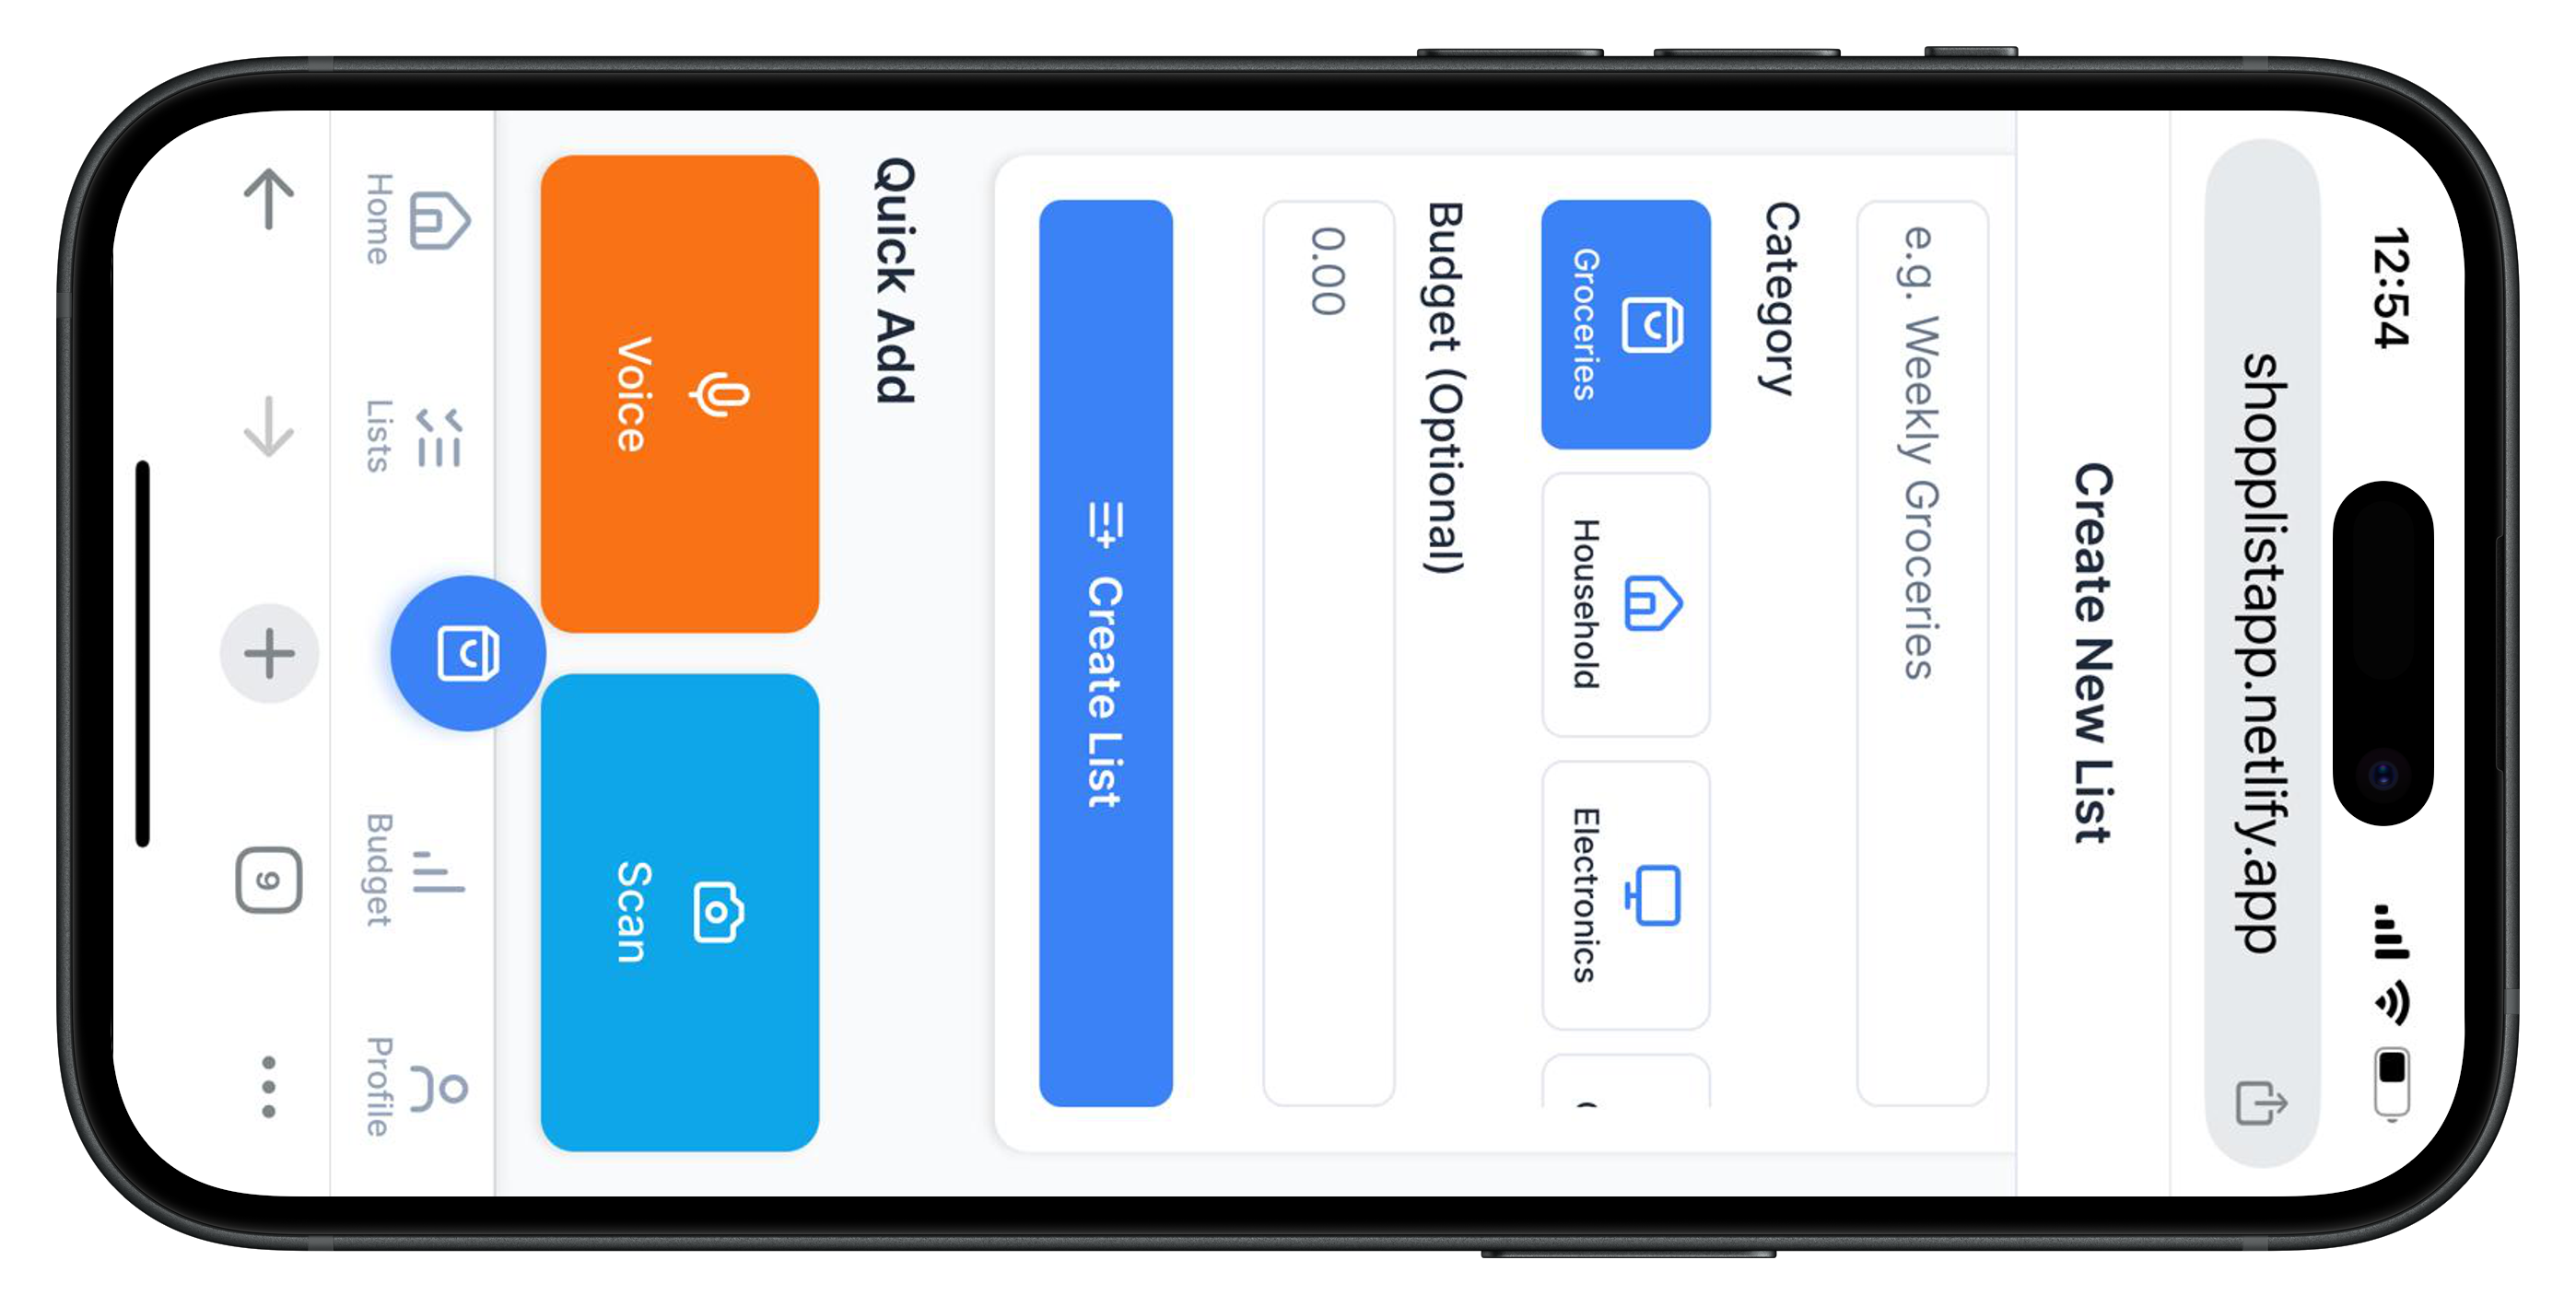 12:54
shopplistapp.netlify.app
Create New List
e.g. Weekly Groceries
Category
Groceries
Household
Electronics
Budget (Optional)
0.00
Create List
Quick Add
Voice
Scan
Home
Lists
Budget
Profile
9